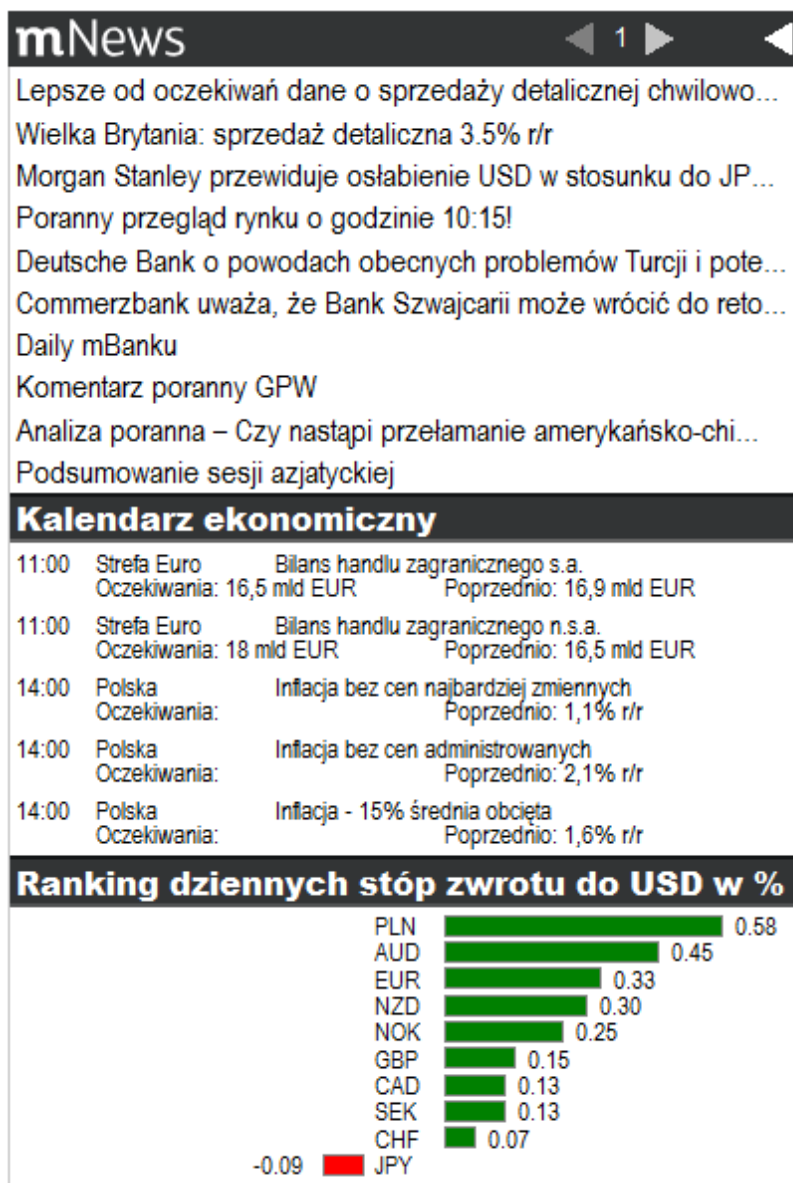 mNews 1
Lepsze od oczekiwań dane o sprzedaży detalicznej chwilowo...
Wielka Brytania: sprzedaż detaliczna 3.5% r/r
Morgan Stanley przewiduje osłabienie USD w stosunku do JP...
Poranny przegląd rynku o godzinie 10:15!
Deutsche Bank o powodach obecnych problemów Turcji i pote...
Commerzbank uważa, że Bank Szwajcarii może wrócić do reto...
Daily mBanku
Komentarz poranny GPW
Analiza poranna – Czy nastąpi przełamanie amerykańsko-chi...
Podsumowanie sesji azjatyckiej
Kalendarz ekonomiczny
11:00 Strefa Euro Bilans handlu zagranicznego s.a.
Oczekiwania: 16,5 mld EUR Poprzednio: 16,9 mld EUR
11:00 Strefa Euro Bilans handlu zagranicznego n.s.a.
Oczekiwania: 18 mld EUR Poprzednio: 16,5 mld EUR
14:00 Polska Inflacja bez cen najbardziej zmiennych
Oczekiwania: Poprzednio: 1,1% r/r
14:00 Polska Inflacja bez cen administrowanych
Oczekiwania: Poprzednio: 2,1% r/r
14:00 Polska Inflacja - 15% średnia obcięta
Oczekiwania: Poprzednio: 1,6% r/r
Ranking dziennych stóp zwrotu do USD w %
PLN 0.58
AUD 0.45
EUR 0.33
NZD 0.30
NOK 0.25
GBP 0.15
CAD 0.13
SEK 0.13
CHF 0.07
-0.09 JPY